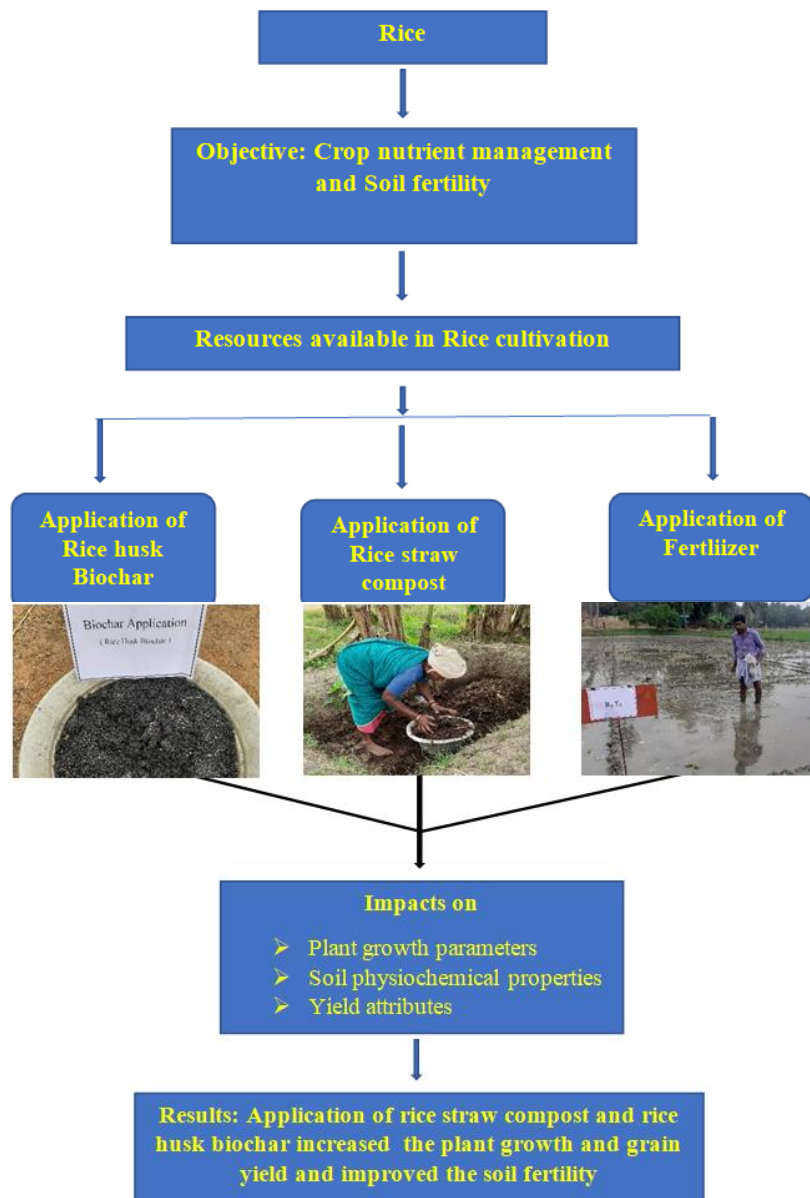 Rice
Objective: Crop nutrient management
and Soil fertility
Resources available in Rice cultivation
Application of
Rice husk
Biochar
Application of
Rice straw
compost
Application of
Fertliizer
Biochar Application
( Rice Husk Biochar )
Impacts on
➢ Plant growth parameters
➢ Soil physiochemical properties
➢ Yield attributes
Results: Application of rice straw compost and rice
husk biochar increased the plant growth and grain
yield and improved the soil fertility